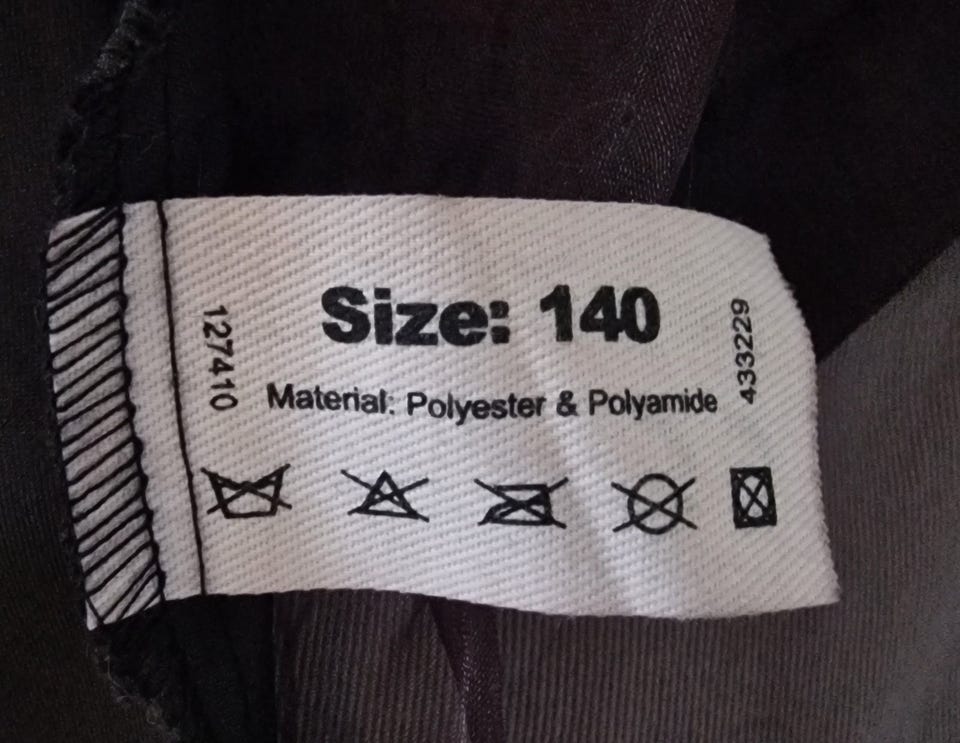 Size: 140
Material: Polyester & Polyamide
127410
433229